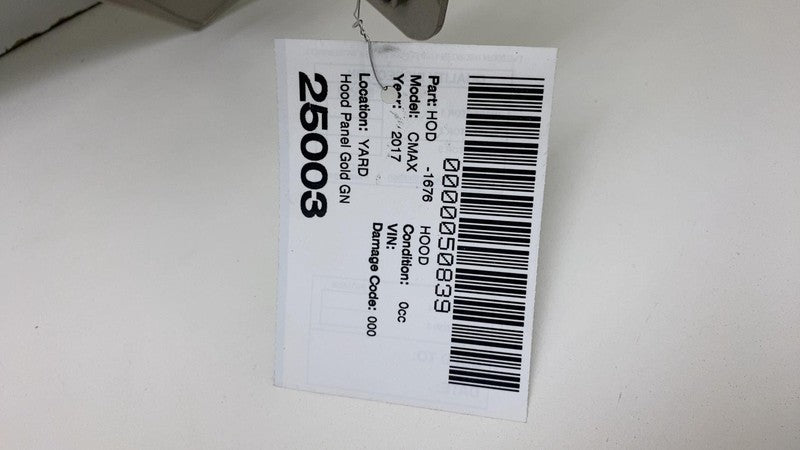 0000050839
Part: HOD -1676 HOOD
Model: CMAX Condition: 0cc
Year: 2017 VIN:
Location: YARD Damage Code: 000
Hood Panel Gold GN
25003